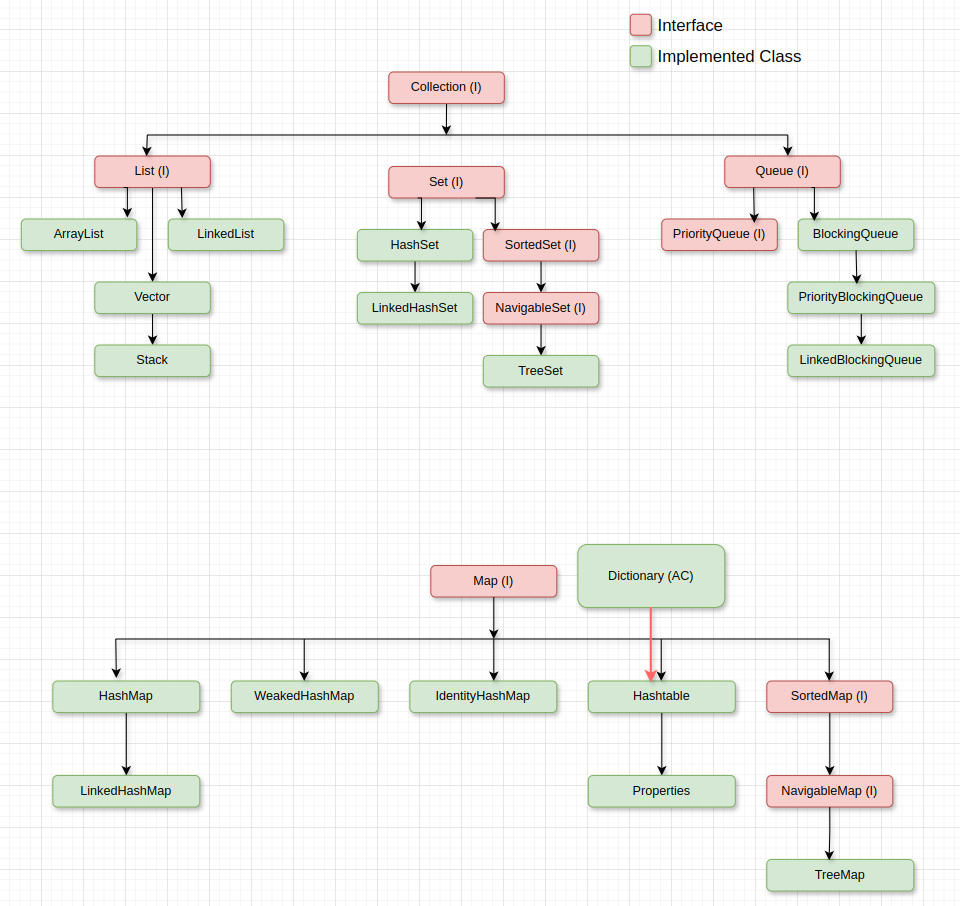 Interface
Implemented Class
Collection (I)
List (I)
Set (I)
Queue (I)
ArrayList
LinkedList
HashSet
SortedSet (I)
PriorityQueue (I)
BlockingQueue
Vector
LinkedHashSet
NavigableSet (I)
PriorityBlockingQueue
Stack
TreeSet
LinkedBlockingQueue
Map (I)
Dictionary (AC)
HashMap
WeakedHashMap
IdentityHashMap
Hashtable
SortedMap (I)
LinkedHashMap
Properties
NavigableMap (I)
TreeMap